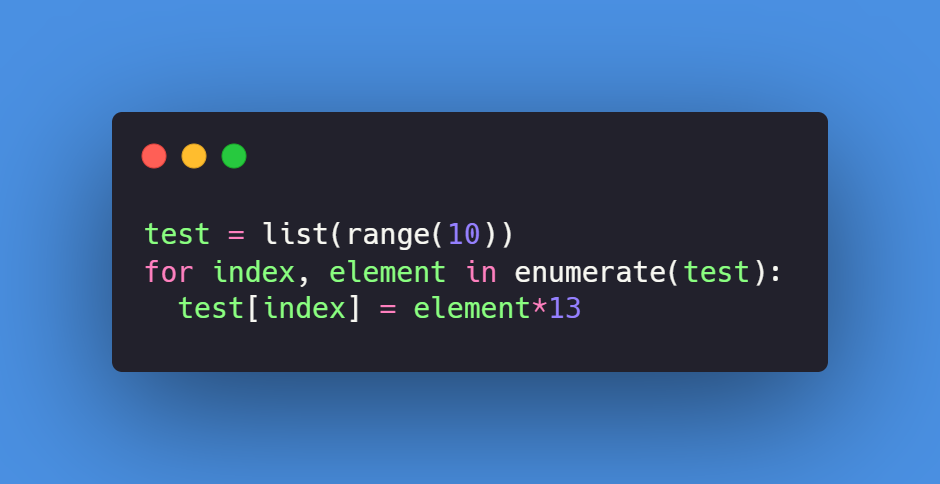 test = list(range(10))
for index, element in enumerate(test):
  test[index] = element*13